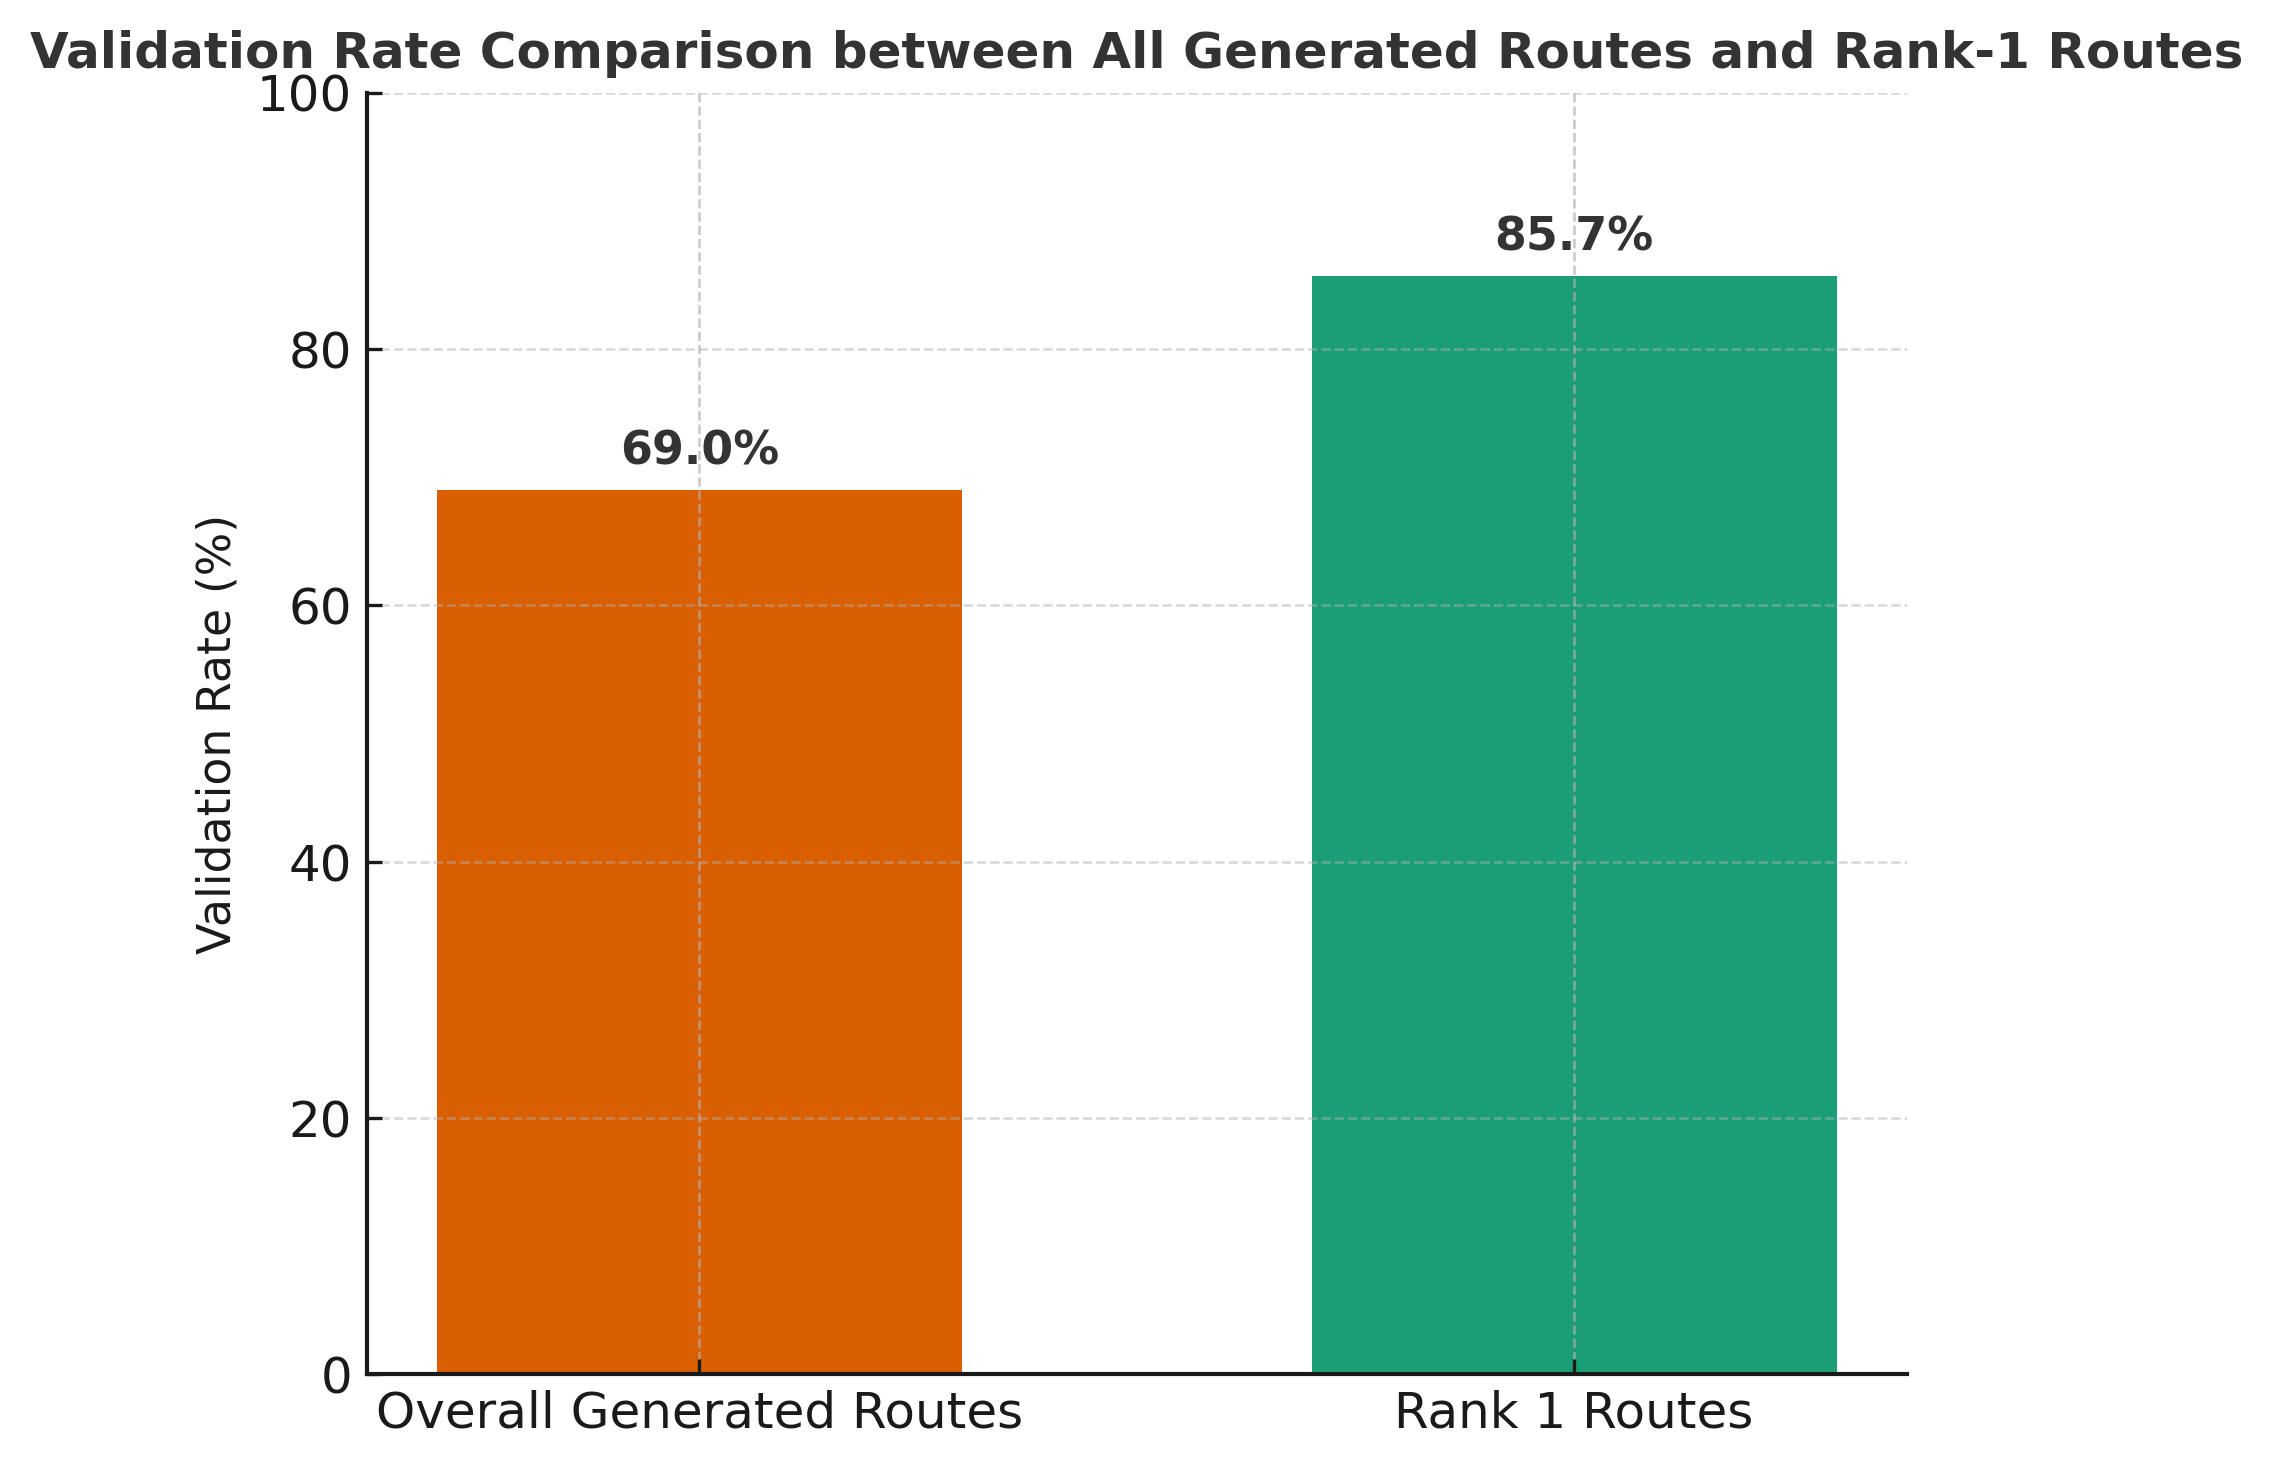 Validation Rate Comparison between All Generated Routes and Rank-1 Routes
100
80
60
40
20
0
Validation Rate (%)
69.0%
85.7%
Overall Generated Routes
Rank 1 Routes